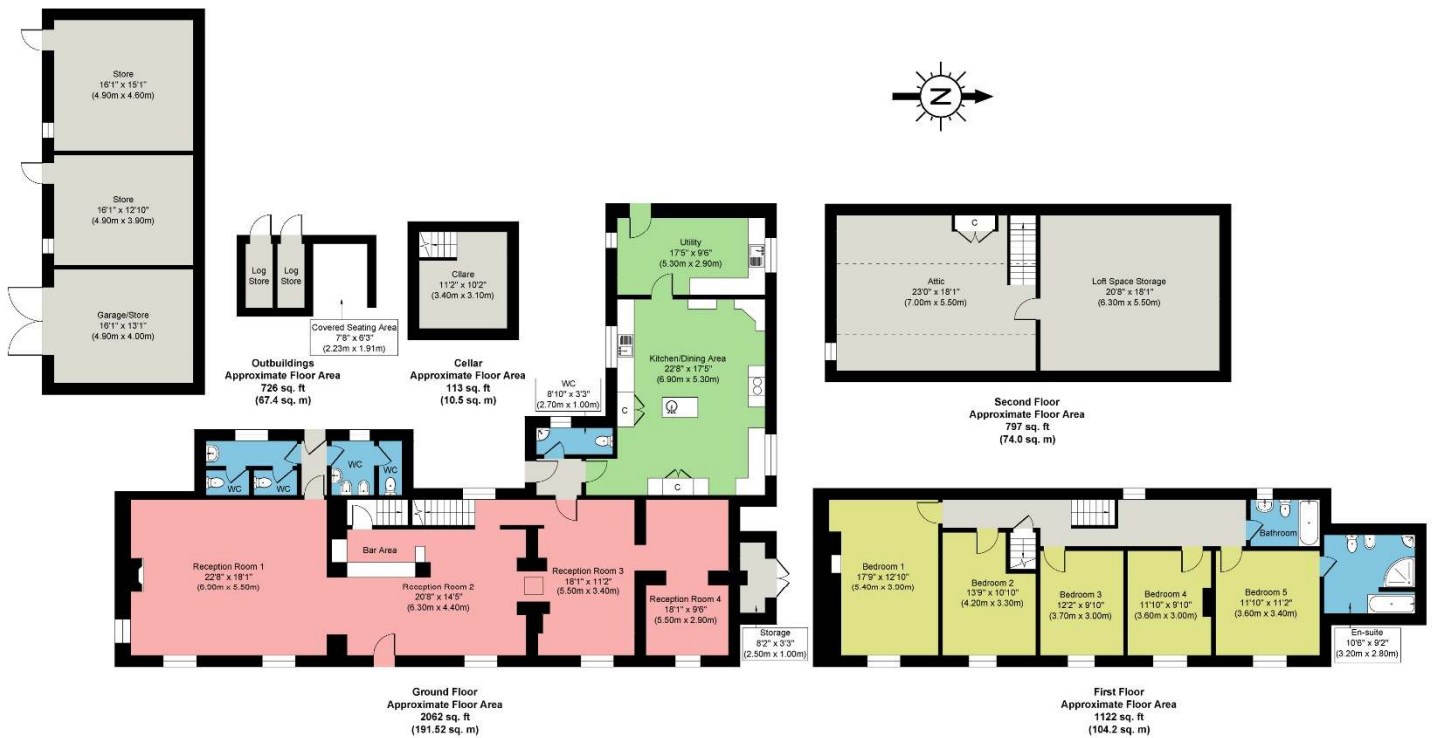 Store
16'1" x 15'1"
(4.90m x 4.60m)
Store
16'1" x 12'10"
(4.90m x 3.90m)
Garage/Store
16'1" x 13'1"
(4.90m x 4.00m)
Log
Store
Log
Store
Covered Seating Area
7'8" x 6'3"
(2.23m x 1.91m)
Outbuildings
Approximate Floor Area
726 sq. ft
(67.4 sq. m)
Cllare
11'2" x 10'2"
(3.40m x 3.10m)
Cellar
Approximate Floor Area
113 sq. ft
(10.5 sq. m)
N
Utility
17'5" x 9'6"
(5.30m x 2.90m)
Kitchen/Dining Area
22'8" x 17'5"
(6.90m x 5.30m)
C
C
WC
8'10" x 3'3"
(2.70m x 1.00m)
WC
WC
WC
WC
Reception Room 1
22'8" x 18'1"
(6.90m x 5.50m)
Bar Area
Reception Room 2
20'8" x 14'5"
(6.30m x 4.40m)
Reception Room 3
18'1" x 11'2"
(5.50m x 3.40m)
Reception Room 4
18'1" x 9'6"
(5.50m x 2.90m)
Storage
8'2" x 3'3"
(2.50m x 1.00m)
Ground Floor
Approximate Floor Area
2062 sq. ft
(191.52 sq. m)
C
Attic
23'0" x 18'1"
(7.00m x 5.50m)
Loft Space Storage
20'8" x 18'1"
(6.30m x 5.50m)
Second Floor
Approximate Floor Area
797 sq. ft
(74.0 sq. m)
Bedroom 1
17'9" x 12'10"
(5.40m x 3.90m)
Bedroom 2
13'9" x 10'10"
(4.20m x 3.30m)
Bedroom 3
12'2" x 9'10"
(3.70m x 3.00m)
Bedroom 4
11'10" x 9'10"
(3.60m x 3.00m)
Bedroom 5
11'10" x 11'2"
(3.60m x 3.40m)
Bathroom
En-suite
10'6" x 9'2"
(3.20m x 2.80m)
First Floor
Approximate Floor Area
1122 sq. ft
(104.2 sq. m)